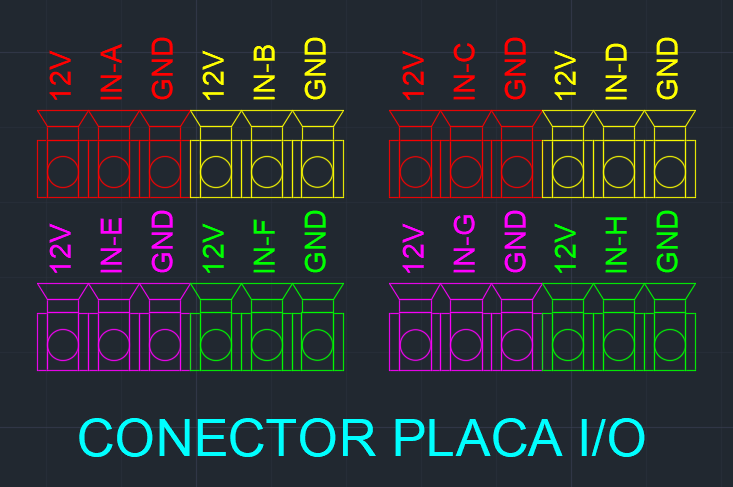 12V IN-A GND 12V IN-B GND 12V IN-C GND 12V IN-D GND
12V IN-E GND 12V IN-F GND 12V IN-G GND 12V IN-H GND
CONECTOR PLACA I/O